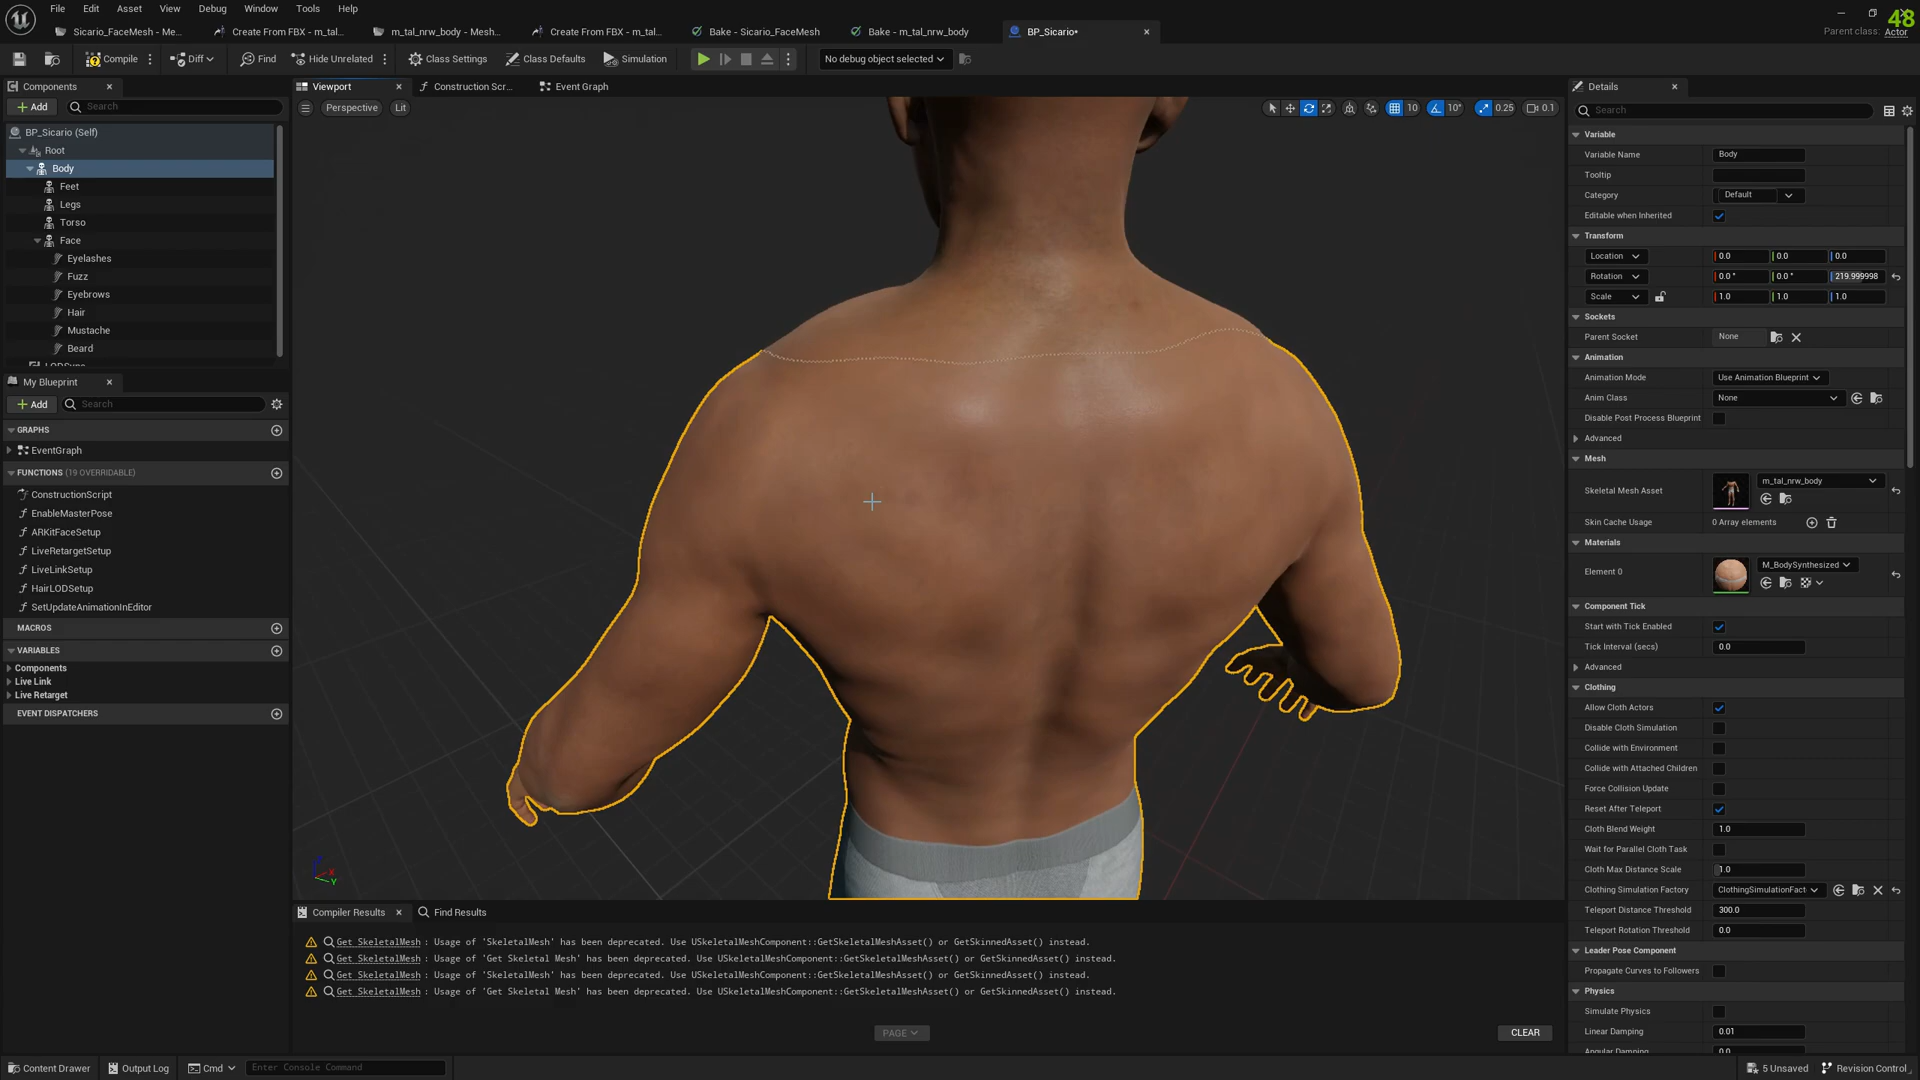 File Edit Asset View Debug Window Tools Help
48
Sicario_FaceMesh - Me... Create From FBX - m_tal... m_tal_nrw_body - Mesh... Create From FBX - m_tal... Bake - Sicario_FaceMesh Bake - m_tal_nrw_body BP_Sicario•
Parent class: Actor
Compile Diff Find Hide Unrelated Class Settings Class Defaults Simulation No debug object selected
Components
Add Search
BP_Sicario (Self)
Root
Body
Feet
Legs
Torso
Face
Eyelashes
Fuzz
Eyebrows
Hair
Mustache
Beard
My Blueprint
Add Search
GRAPHS
EventGraph
FUNCTIONS (19 OVERRIDABLE)
ConstructionScript
EnableMasterPose
ARKitFaceSetup
LiveRetargetSetup
LiveLinkSetup
HairLODSetup
SetUpdateAnimationInEditor
MACROS
VARIABLES
Components
Live Link
Live Retarget
EVENT DISPATCHERS
Viewport Construction Scr... Event Graph
Perspective Lit 10 10° 0.25 0.1
X
Y
Compiler Results Find Results
Get SkeletalMesh : Usage of 'SkeletalMesh' has been deprecated. Use USkeletalMeshComponent::GetSkeletalMeshAsset() or GetSkinnedAsset() instead.
Get SkeletalMesh : Usage of 'Get Skeletal Mesh' has been deprecated. Use USkeletalMeshComponent::GetSkeletalMeshAsset() or GetSkinnedAsset() instead.
Get SkeletalMesh : Usage of 'SkeletalMesh' has been deprecated. Use USkeletalMeshComponent::GetSkeletalMeshAsset() or GetSkinnedAsset() instead.
Get SkeletalMesh : Usage of 'Get Skeletal Mesh' has been deprecated. Use USkeletalMeshComponent::GetSkeletalMeshAsset() or GetSkinnedAsset() instead.
PAGE
CLEAR
Details
Search
Variable
Variable Name Body
Tooltip
Category Default
Editable when Inherited
Transform
Location 0.0 0.0 0.0
Rotation 0.0 ° 0.0 ° 219.999998
Scale 1.0 1.0 1.0
Sockets
Parent Socket None
Animation
Animation Mode Use Animation Blueprint
Anim Class None
Disable Post Process Blueprint
Advanced
Mesh
Skeletal Mesh Asset m_tal_nrw_body
Skin Cache Usage 0 Array elements
Materials
Element 0 M_BodySynthesized
Component Tick
Start with Tick Enabled
Tick Interval (secs) 0.0
Advanced
Clothing
Allow Cloth Actors
Disable Cloth Simulation
Collide with Environment
Collide with Attached Children
Force Collision Update
Reset After Teleport
Cloth Blend Weight 1.0
Wait for Parallel Cloth Task
Cloth Max Distance Scale 1.0
Clothing Simulation Factory ClothingSimulationFact
Teleport Distance Threshold 300.0
Teleport Rotation Threshold 0.0
Leader Pose Component
Propagate Curves to Followers
Physics
Simulate Physics
Linear Damping 0.01
Angular Damping 0.0
Content Drawer Output Log Cmd Enter Console Command 5 Unsaved Revision Control